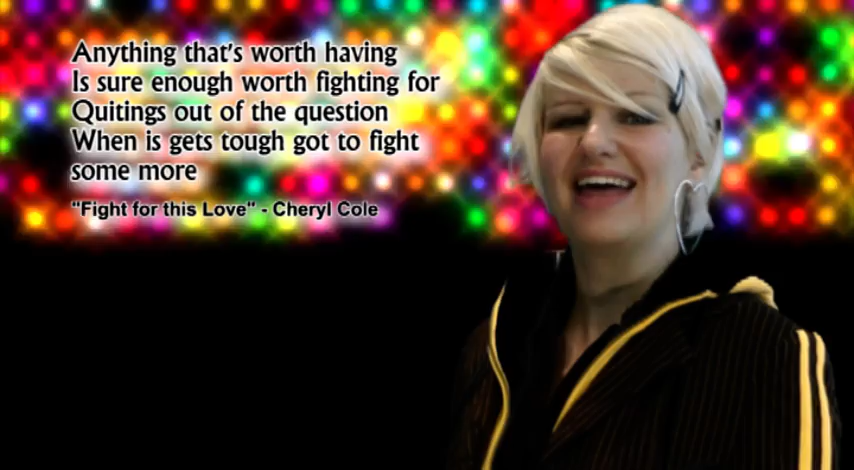 Anything that's worth having
Is sure enough worth fighting for
Quitings out of the question
When is gets tough got to fight
some more
"Fight for this Love" - Cheryl Cole